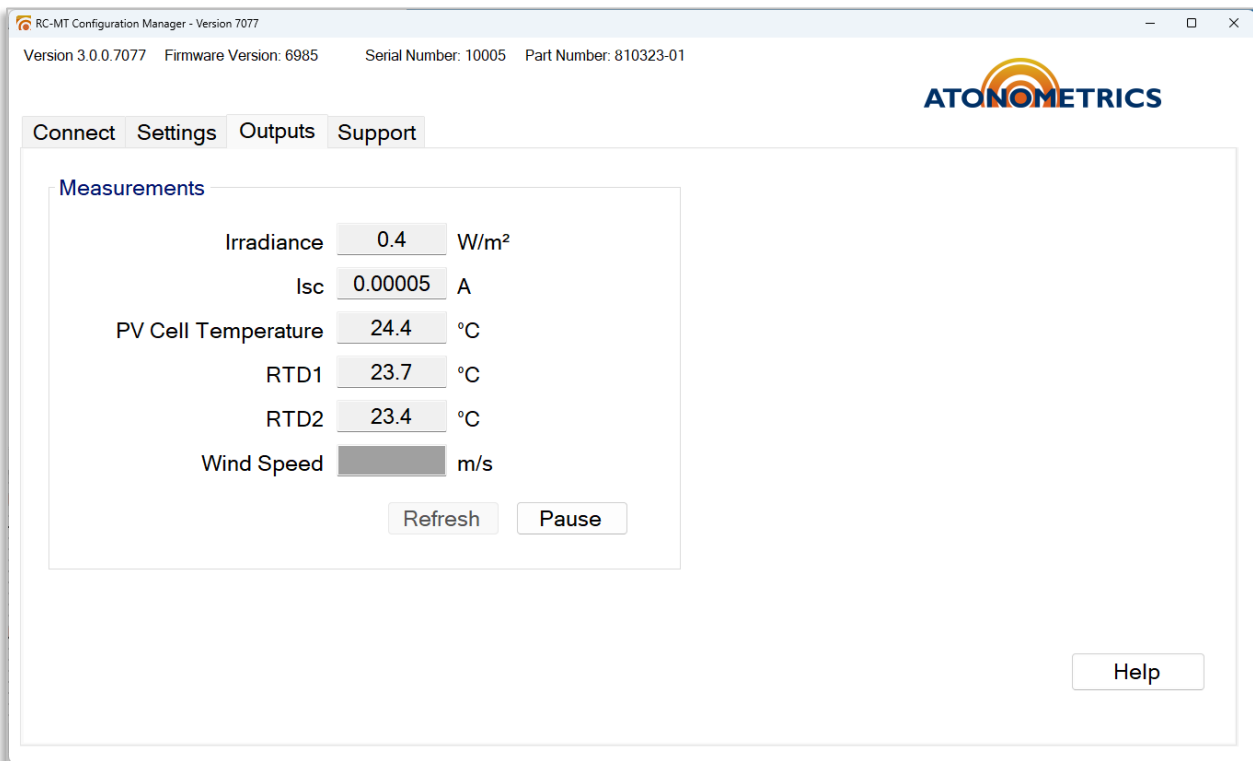 RC-MT Configuration Manager - Version 7077
Version 3.0.0.7077 Firmware Version: 6985 Serial Number: 10005 Part Number: 810323-01
ATONOMETRICS
Connect Settings Outputs Support
Measurements
Irradiance 0.4 W/m²
Isc 0.00005 A
PV Cell Temperature 24.4 °C
RTD1 23.7 °C
RTD2 23.4 °C
Wind Speed m/s
Refresh Pause
Help